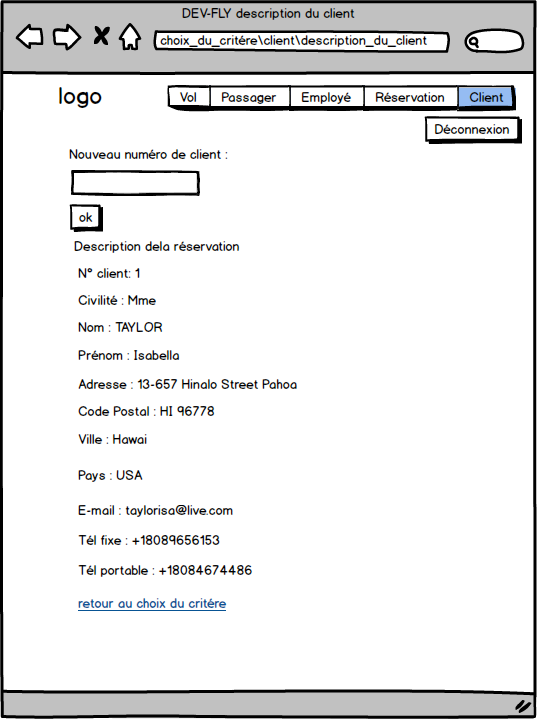 DEV-FLY description du client
choix_du_critére\client\description_du_client
logo
Vol Passager Employé Réservation Client
Déconnexion
Nouveau numéro de client :
ok
Description dela réservation
N° client: 1
Civilité : Mme
Nom : TAYLOR
Prénom : Isabella
Adresse : 13-657 Hinalo Street Pahoa
Code Postal : HI 96778
Ville : Hawai
Pays : USA
E-mail : taylorisa@live.com
Tél fixe : +18089656153
Tél portable : +18084674486
retour au choix du critére